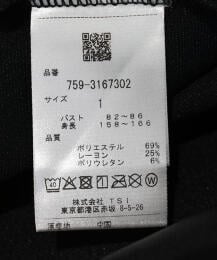 品番
759-3167302
サイズ
1
バスト 82～86
身長 158～166
品質
ポリエステル 69%
レーヨン 25%
ポリウレタン 6%
40
株式会社 TSI
東京都港区赤坂 8-5-26
原産地 中国